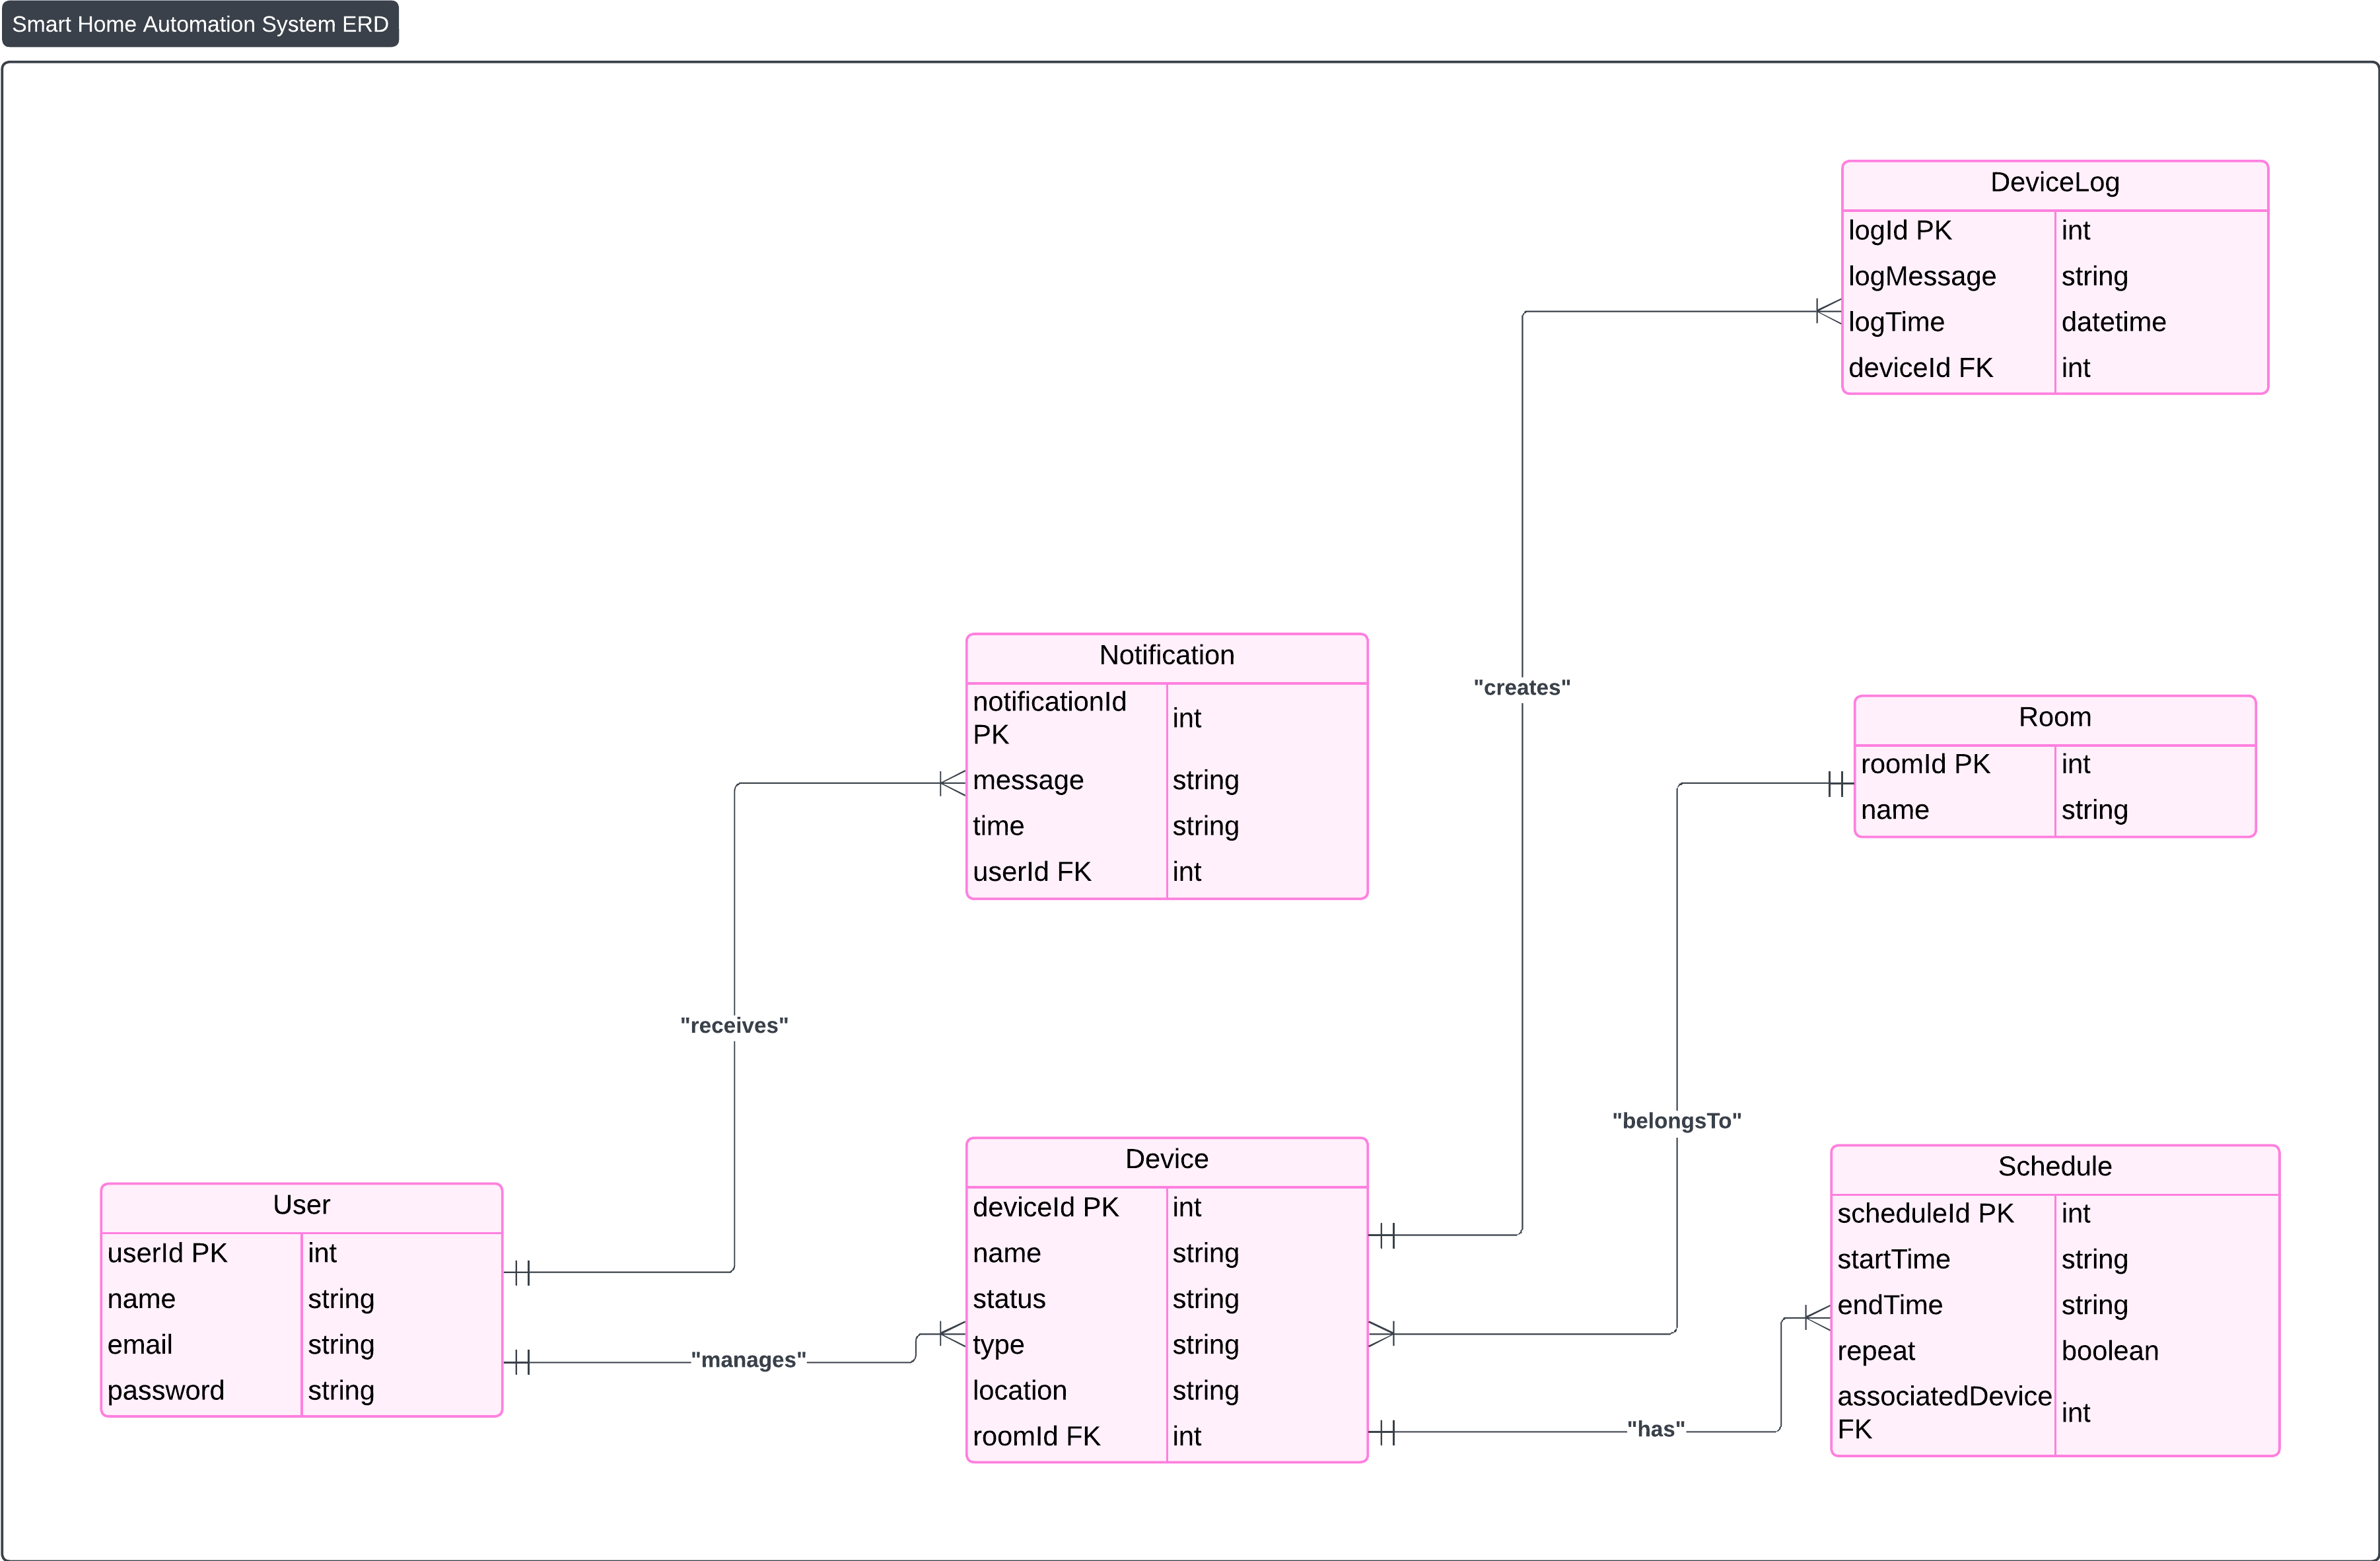 Smart Home Automation System ERD
DeviceLog
logId PK int
logMessage string
logTime datetime
deviceId FK int
Notification
notificationId
PK
int
message string
time string
userId FK int
"creates"
Room
roomId PK int
name string
"receives"
"belongsTo"
User
userId PK int
name string
email string
password string
"manages"
Device
deviceId PK int
name string
status string
type string
location string
roomId FK int
"has"
Schedule
scheduleId PK int
startTime string
endTime string
repeat boolean
associatedDevice
FK
int